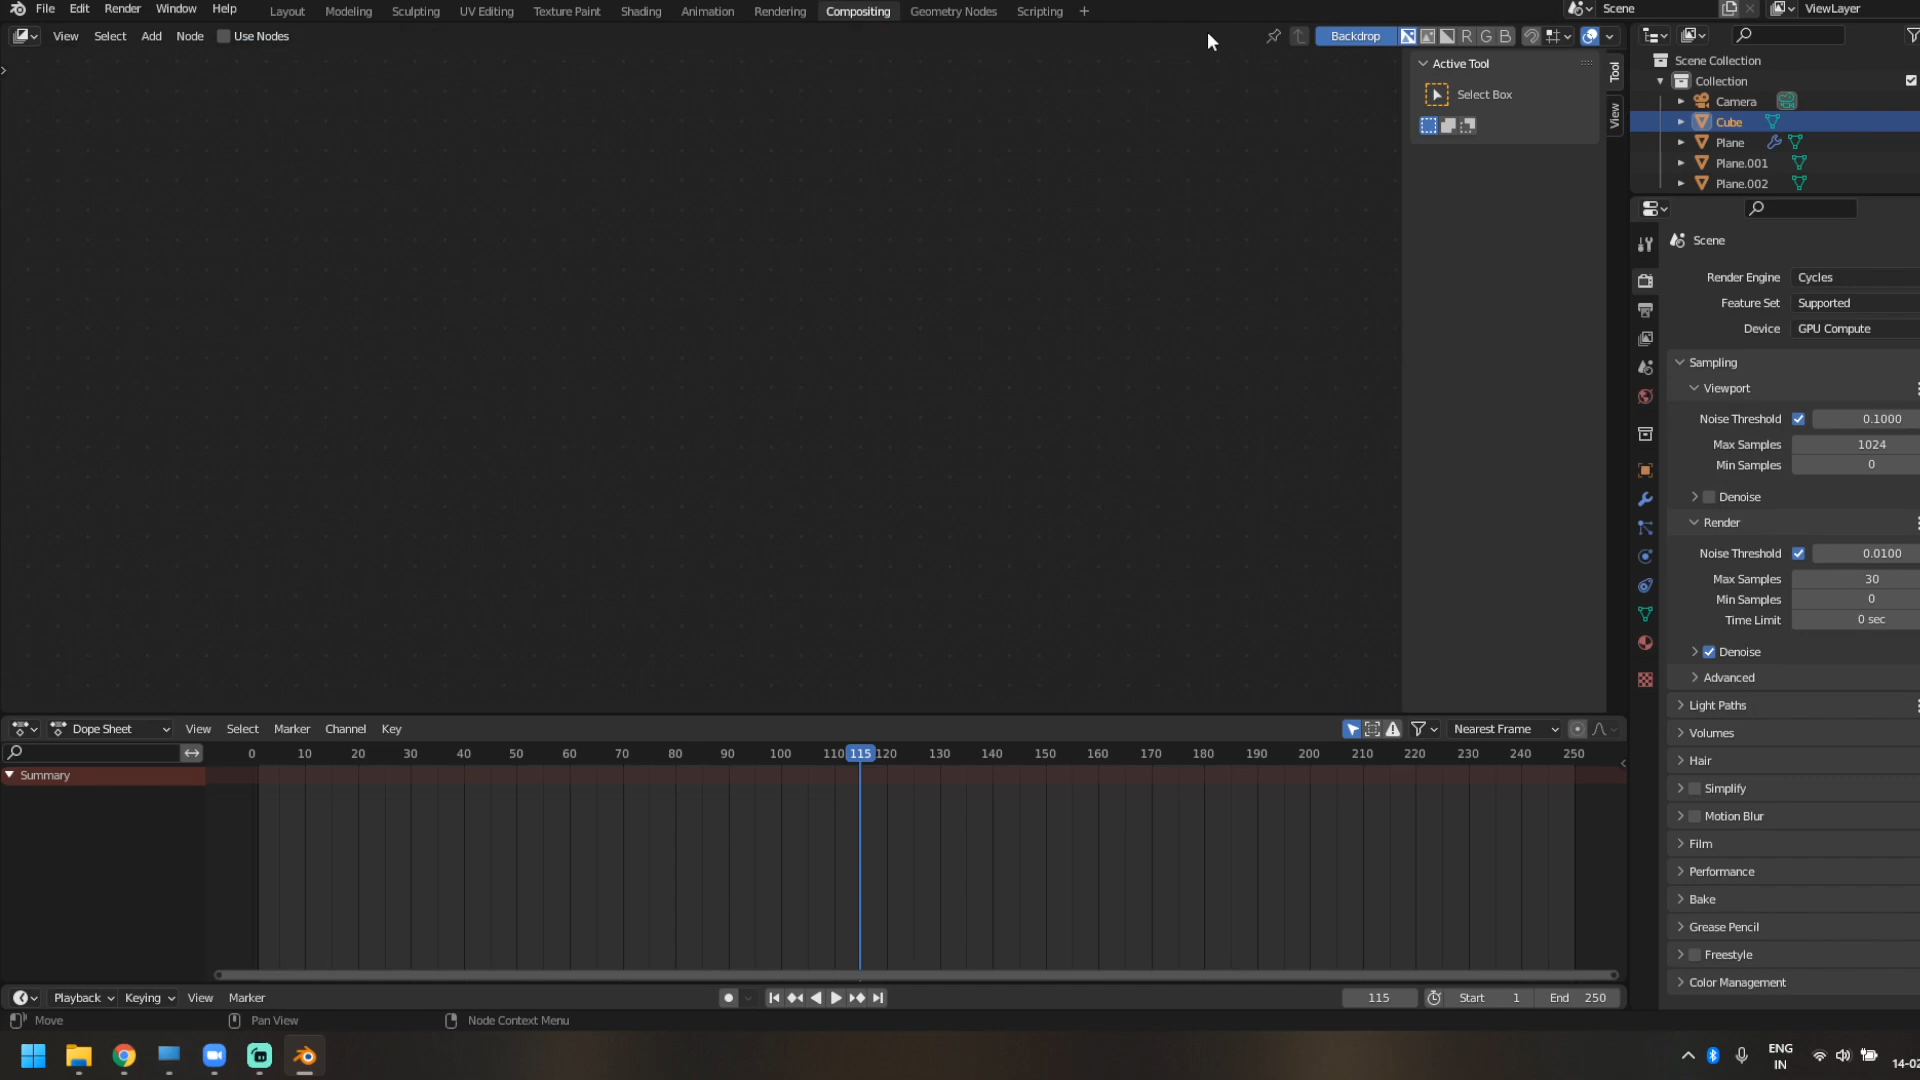 File Edit Render Window Help Layout Modeling Sculpting UV Editing Texture Paint Shading Animation Rendering Compositing Geometry Nodes Scripting + Scene ViewLayer
View Select Add Node Use Nodes Backdrop R G B
Active Tool
Select Box
Tool
View
Scene Collection
Collection
Camera
Cube
Plane
Plane.001
Plane.002
Scene
Render Engine Cycles
Feature Set Supported
Device GPU Compute
Sampling
Viewport
Noise Threshold 0.1000
Max Samples 1024
Min Samples 0
Denoise
Render
Noise Threshold 0.0100
Max Samples 30
Min Samples 0
Time Limit 0 sec
Denoise
Advanced
Light Paths
Volumes
Hair
Simplify
Motion Blur
Film
Performance
Bake
Grease Pencil
Freestyle
Color Management
Dope Sheet View Select Marker Channel Key Nearest Frame
0 10 20 30 40 50 60 70 80 90 100 110 115 120 130 140 150 160 170 180 190 200 210 220 230 240 250
Summary
Playback Keying View Marker 115 Start 1 End 250
Move Pan View Node Context Menu
ENG
IN
14-02